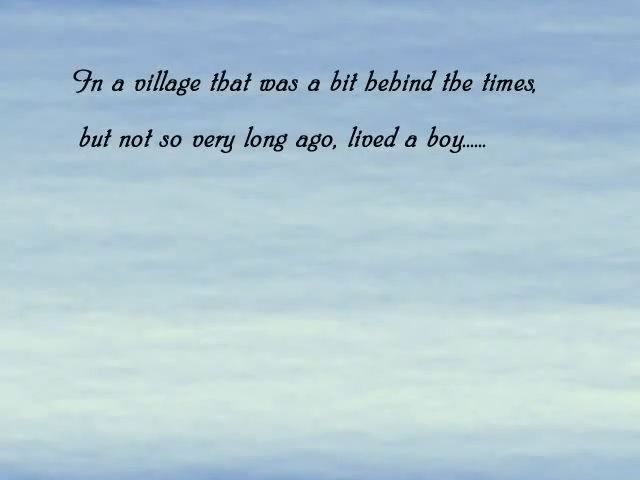 In a village that was a bit behind the times,
but not so very long ago, lived a boy......